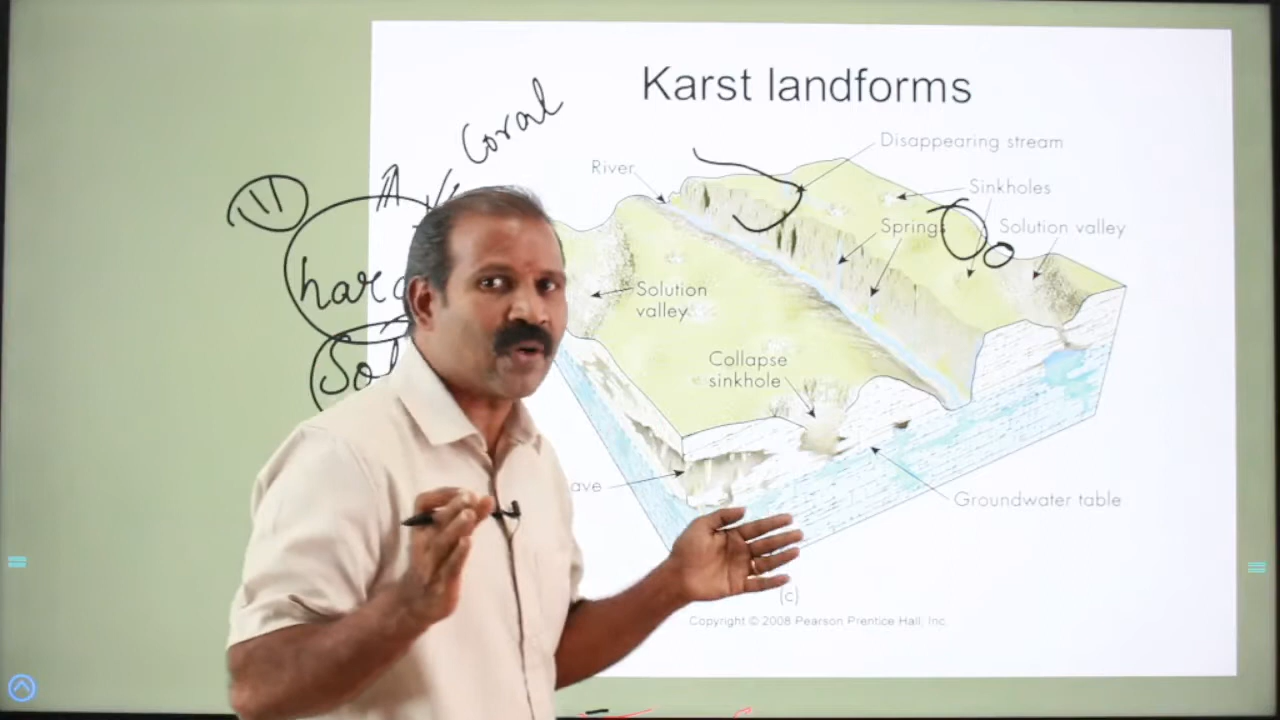 Karst landforms
Coral
Disappearing stream
River
Sinkholes
Springs
Solution valley
Solution
valley
Collapse
sinkhole
Groundwater table
(c)
Copyright © 2008 Pearson Prentice Hall, Inc.